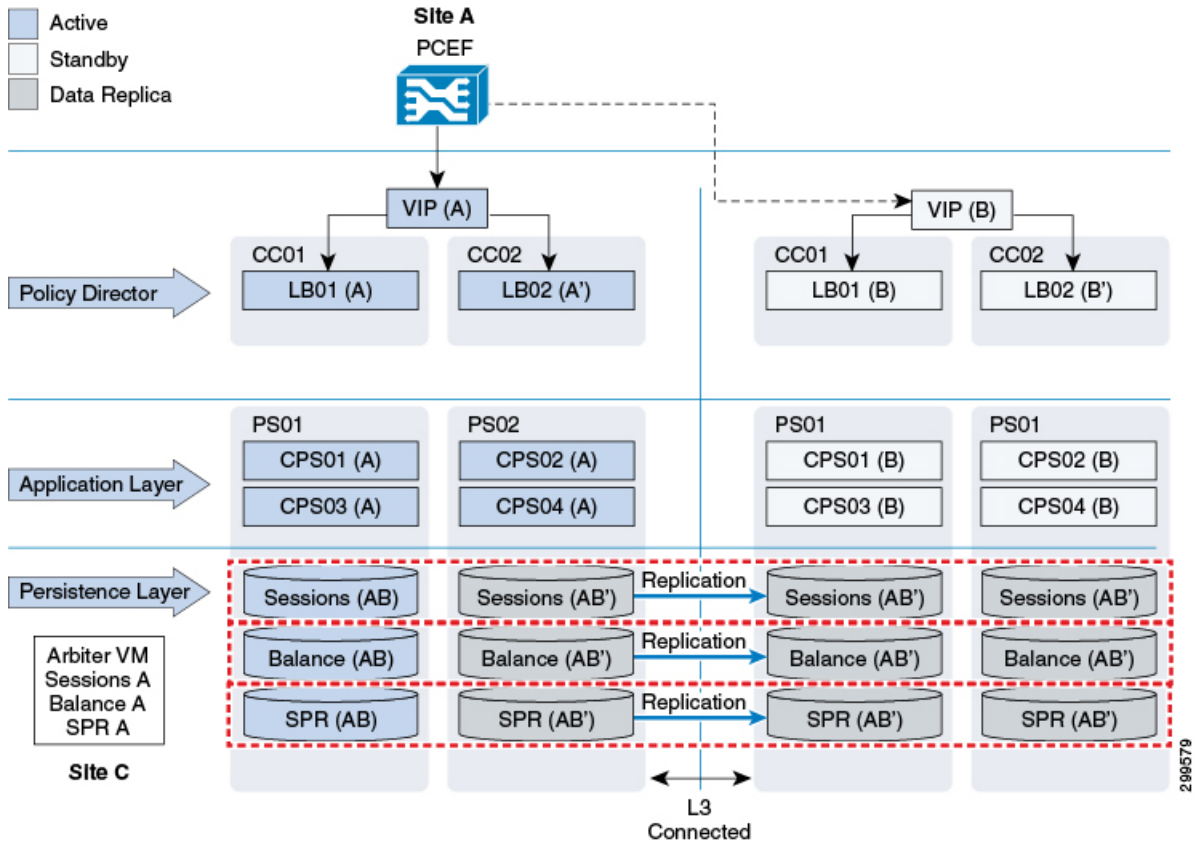 Active
Standby
Data Replica
Site A
PCEF
VIP (A)
VIP (B)
Policy Director
CC01
LB01 (A)
CC02
LB02 (A')
CC01
LB01 (B)
CC02
LB02 (B')
Application Layer
PS01
CPS01 (A)
CPS03 (A)
PS02
CPS02 (A)
CPS04 (A)
PS01
CPS01 (B)
CPS03 (B)
PS01
CPS02 (B)
CPS04 (B)
Persistence Layer
Sessions (AB)
Sessions (AB')
Replication
Sessions (AB')
Sessions (AB')
Balance (AB)
Balance (AB')
Replication
Balance (AB')
Balance (AB')
SPR (AB)
SPR (AB')
Replication
SPR (AB')
SPR (AB')
Arbiter VM
Sessions A
Balance A
SPR A
Site C
L3
Connected
299579